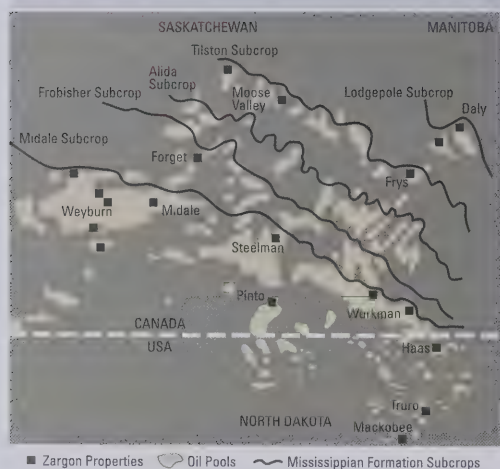 SASKATCHEWAN
MANITOBA
Tilston Subcrop
Alida
Subcrop
Moose
Valley
Lodgepole Subcrop
Daly
Frobisher Subcrop
Midale Subcrop
Forget
Frys
Weyburn
Midale
Steelman
Pinto
Workman
CANADA
USA
Haas
Truro
NORTH DAKOTA
Mackobee
Zargon Properties
Oil Pools
Mississippian Formation Subcrops